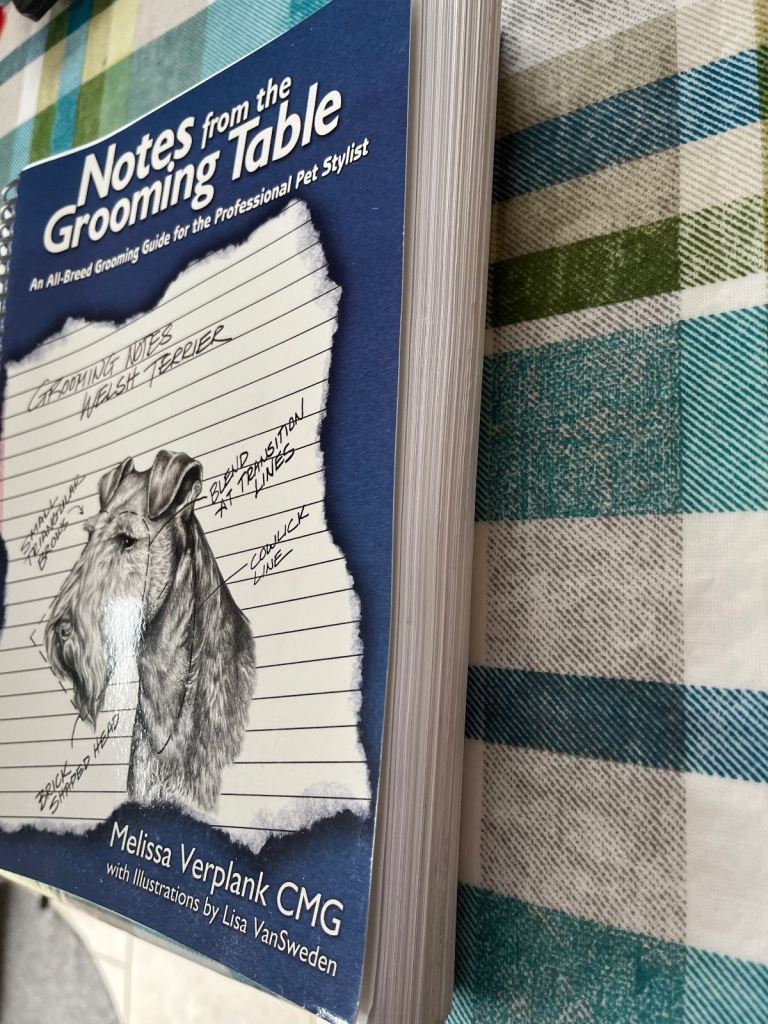 Notes from the
Grooming Table
An All-Breed Grooming Guide for the Professional Pet Stylist
GROOMING NOTES
WELSH TERRIER
SMALL
TRIANGULAR
BROWS
BLEND
AT TRANSITION
LINES
COWLICK
LINE
BRICK
SHAPED HEAD
Melissa Verplank CMG
with Illustrations by Lisa VanSweden